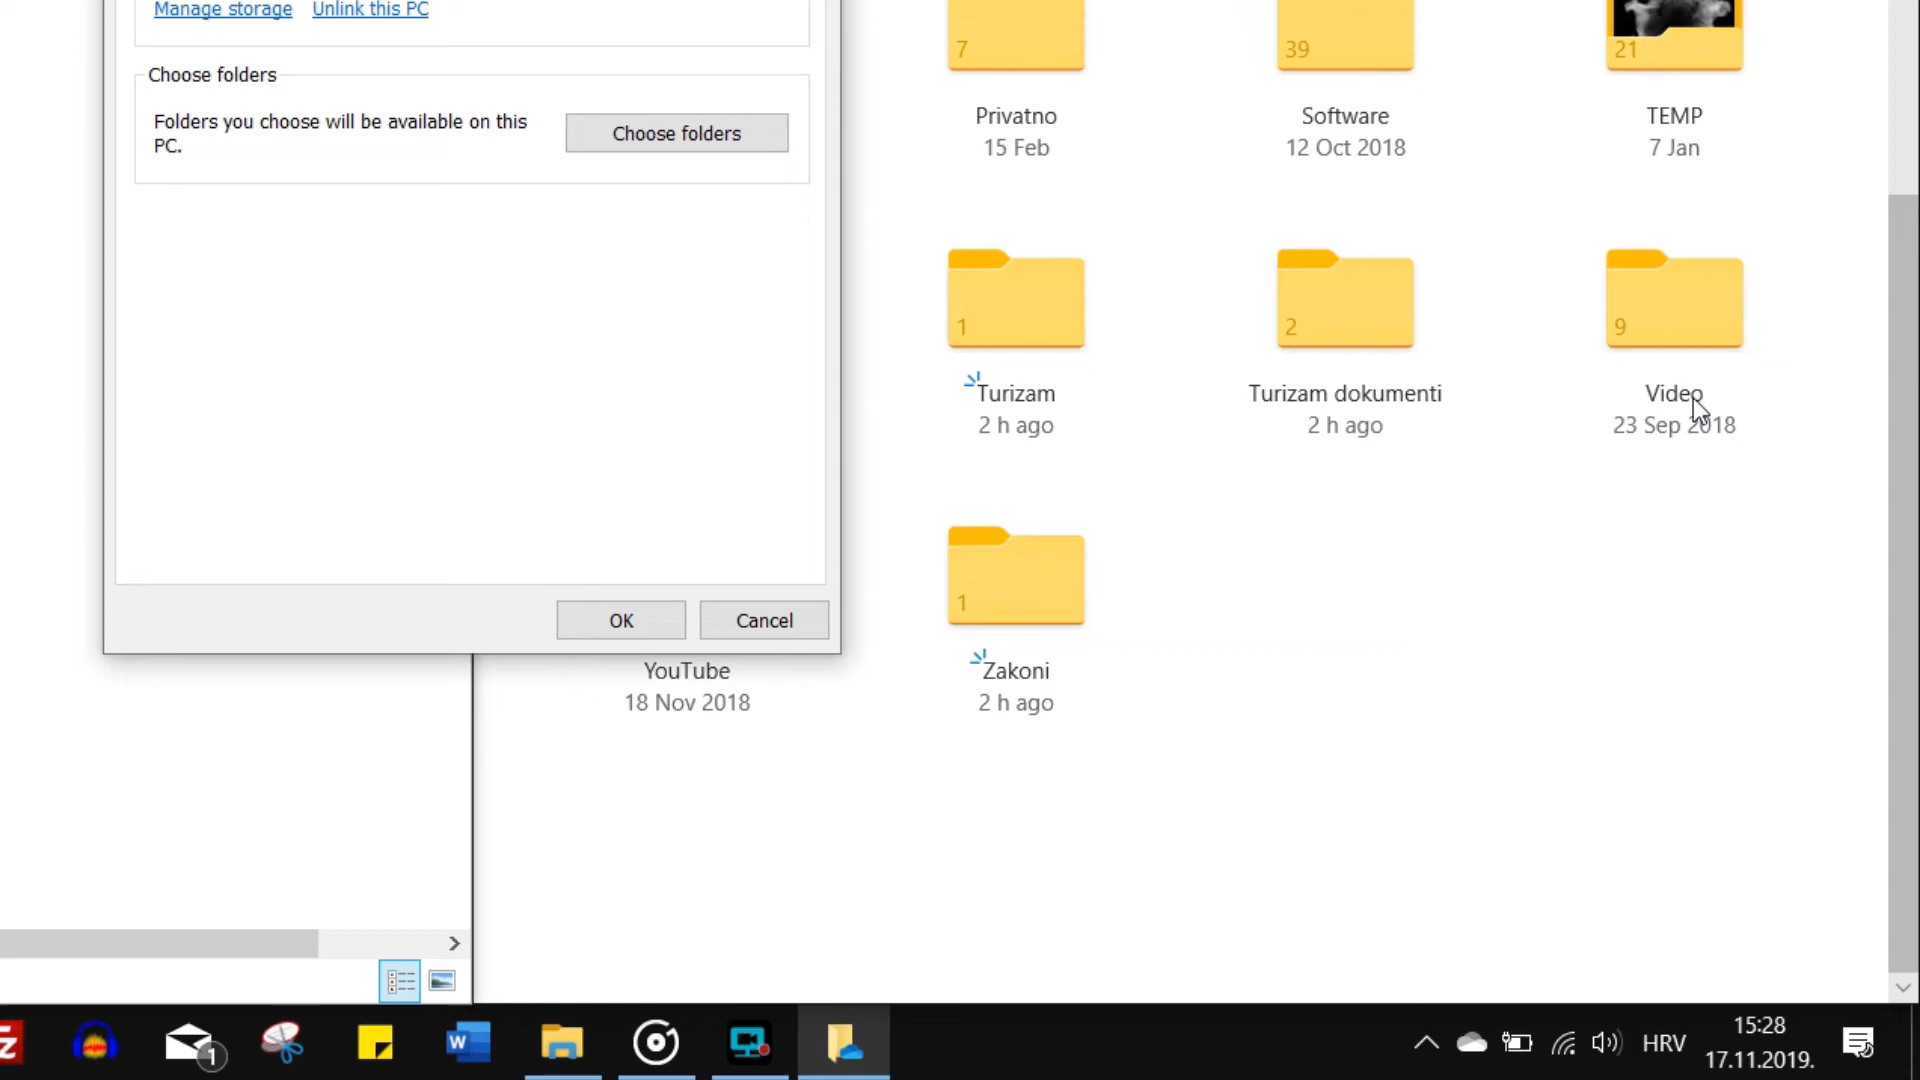 Manage storage Unlink this PC
Choose folders
Folders you choose will be available on this
PC.
Choose folders
OK Cancel
7 39 21
Privatno Software TEMP
15 Feb 12 Oct 2018 7 Jan
1 2 9
Turizam Turizam dokumenti Video
2 h ago 2 h ago 23 Sep 2018
1
YouTube Zakoni
18 Nov 2018 2 h ago
1
W
HRV
15:28
17.11.2019.